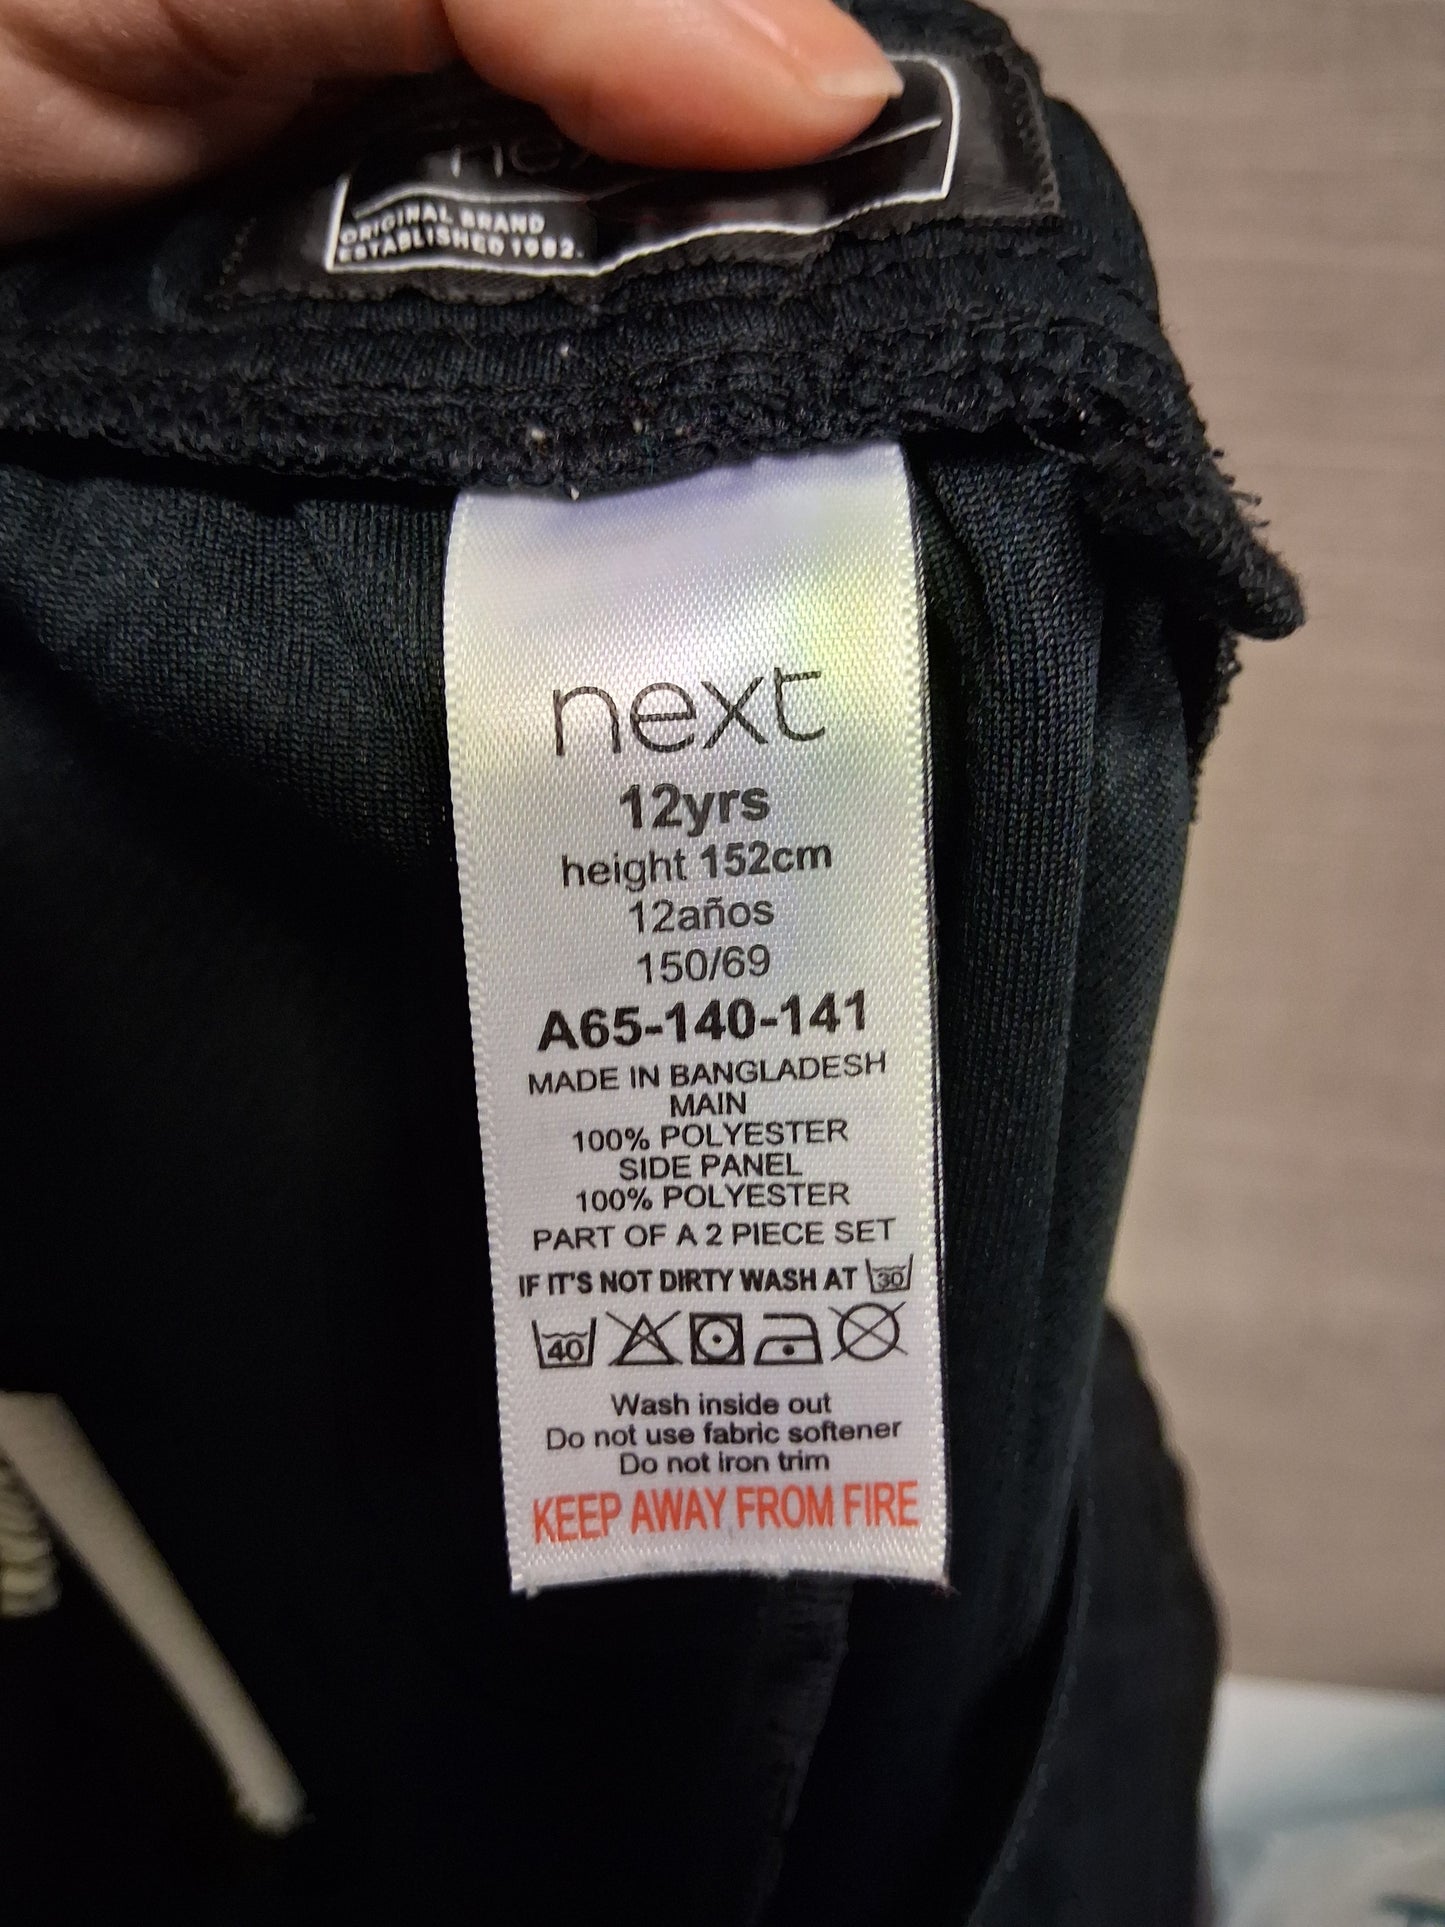 next
ORIGINAL BRAND
ESTABLISHED 1982.
next
12yrs
height 152cm
12años
150/69
A65-140-141
MADE IN BANGLADESH
MAIN
100% POLYESTER
SIDE PANEL
100% POLYESTER
PART OF A 2 PIECE SET
IF IT'S NOT DIRTY WASH AT 30
40
Wash inside out
Do not use fabric softener
Do not iron trim
KEEP AWAY FROM FIRE